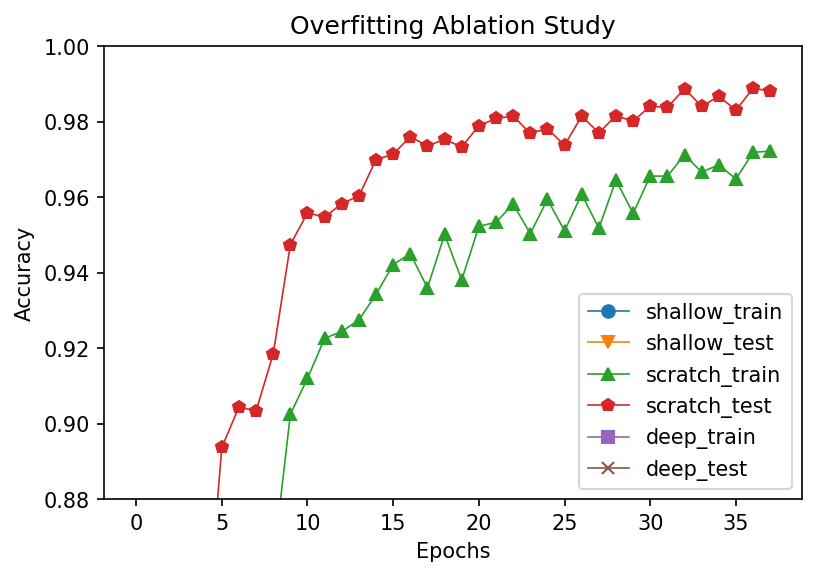 Overfitting Ablation Study
1.00
0.98
0.96
0.94
0.92
0.90
0.88
Accuracy
shallow_train
shallow_test
scratch_train
scratch_test
deep_train
deep_test
0 5 10 15 20 25 30 35
Epochs